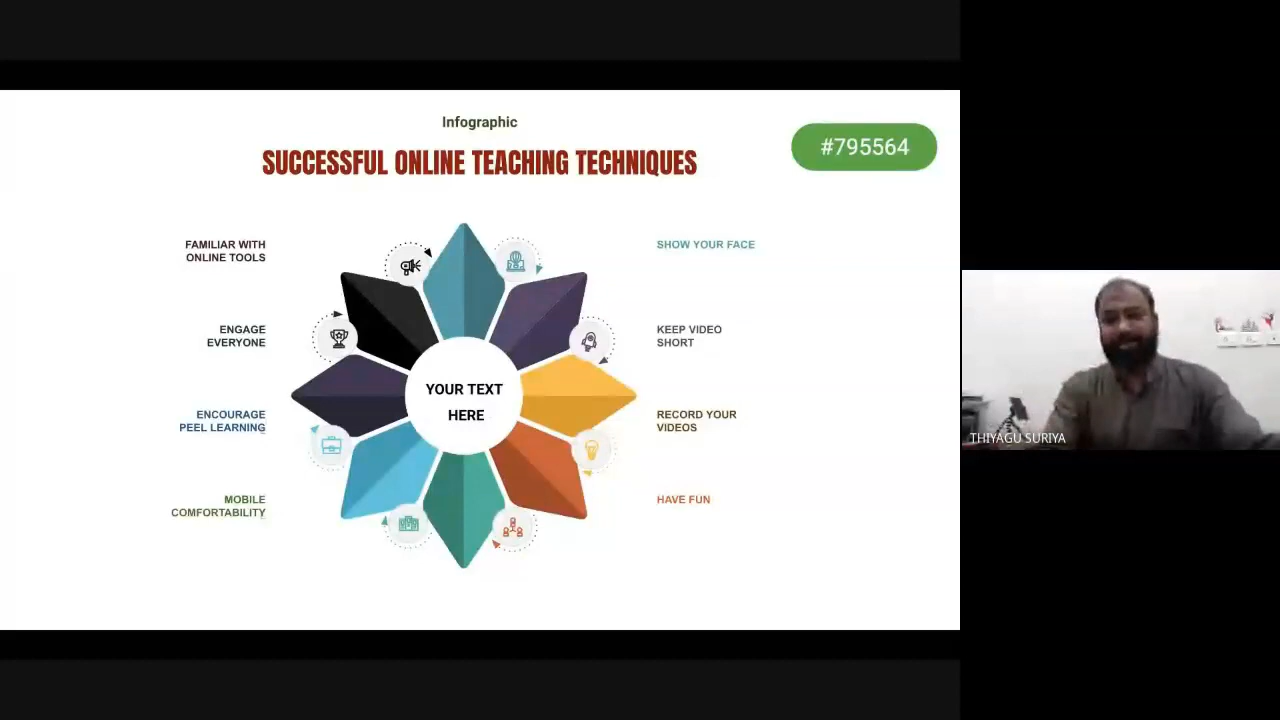 Infographic
SUCCESSFUL ONLINE TEACHING TECHNIQUES
#795564
FAMILIAR WITH
ONLINE TOOLS
ENGAGE
EVERYONE
ENCOURAGE
PEEL LEARNING
MOBILE
COMFORTABILITY
YOUR TEXT
HERE
SHOW YOUR FACE
KEEP VIDEO
SHORT
RECORD YOUR
VIDEOS
HAVE FUN
THIYAGU SURIYA